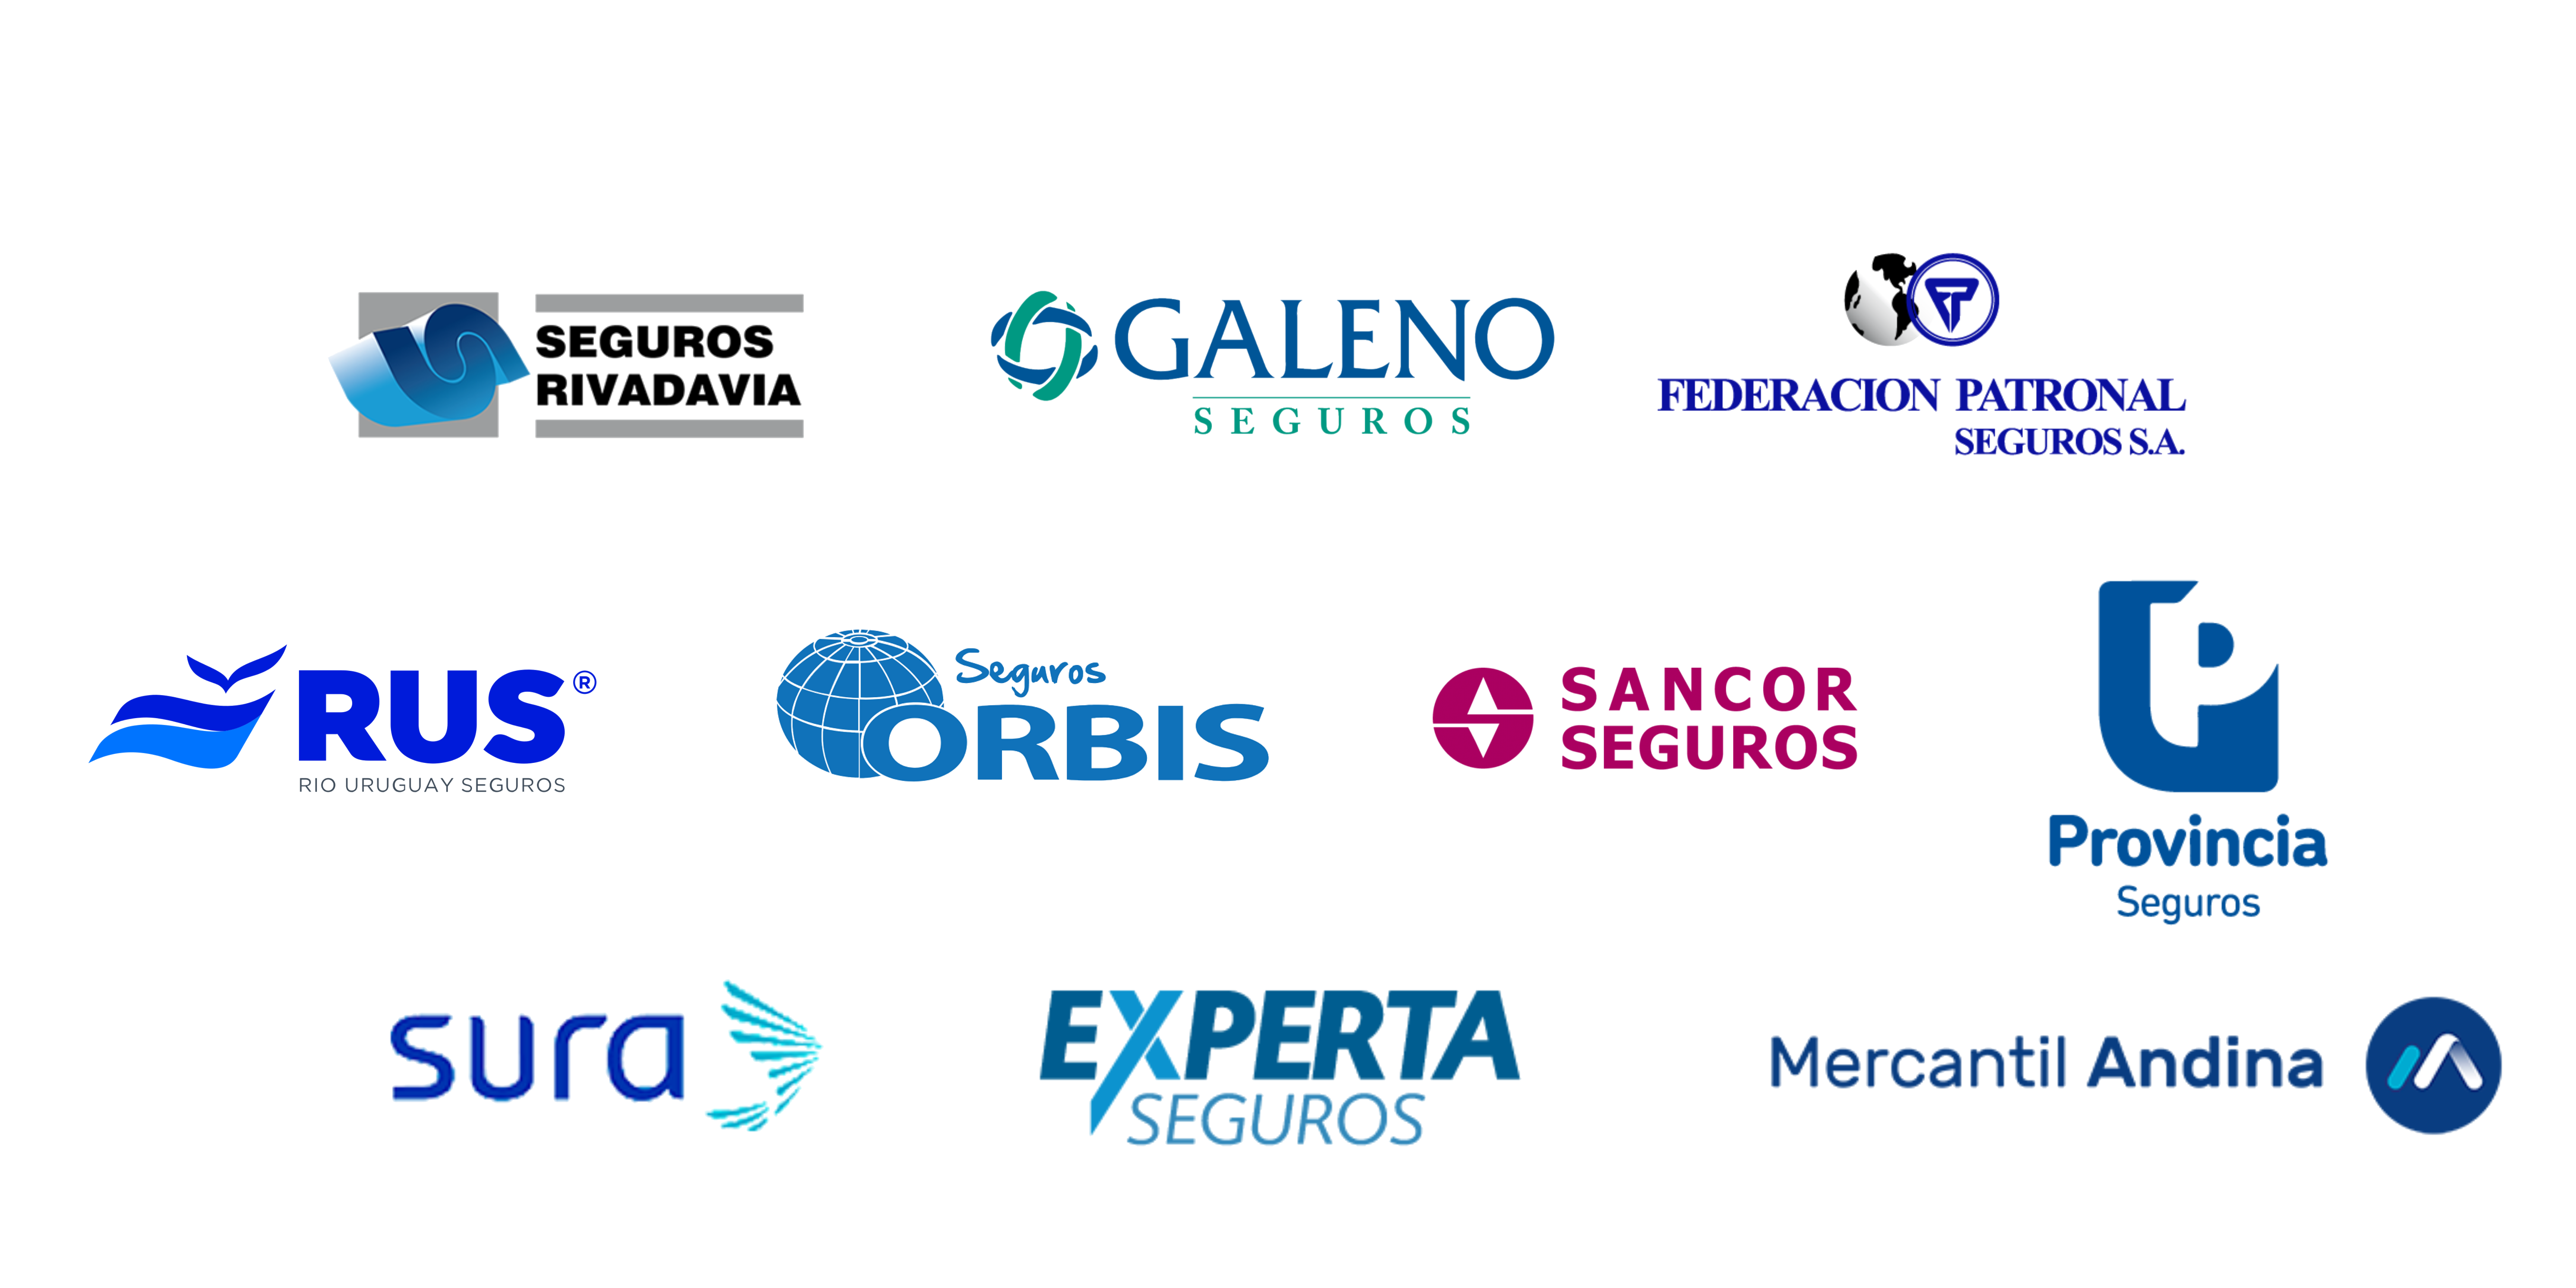 SEGUROS
RIVADAVIA
GALENO
SEGUROS
FEDERACION PATRONAL
SEGUROS S.A.
RUS®
RIO URUGUAY SEGUROS
Seguros
ORBIS
SANCOR
SEGUROS
Provincia
Seguros
sura
EXPERTA
SEGUROS
Mercantil Andina